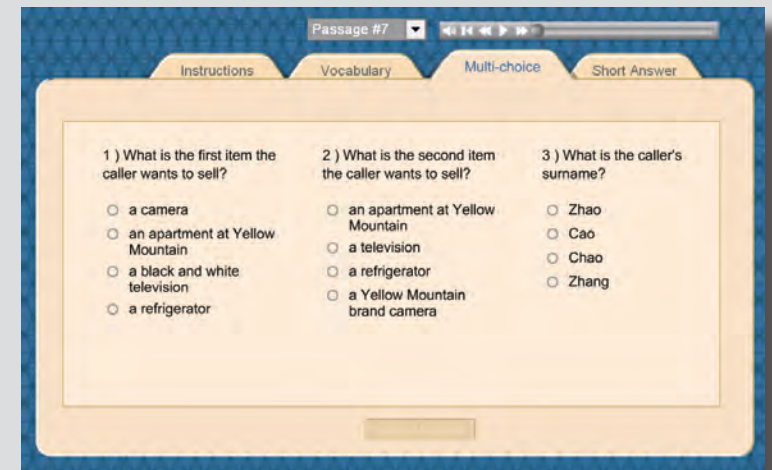 Passage #7
Instructions
Vocabulary
Multi-choice
Short Answer
1 ) What is the first item the
caller wants to sell?
a camera
an apartment at Yellow
Mountain
a black and white
television
a refrigerator
2 ) What is the second item
the caller wants to sell?
an apartment at Yellow
Mountain
a television
a refrigerator
a Yellow Mountain
brand camera
3 ) What is the caller's
surname?
Zhao
Cao
Chao
Zhang